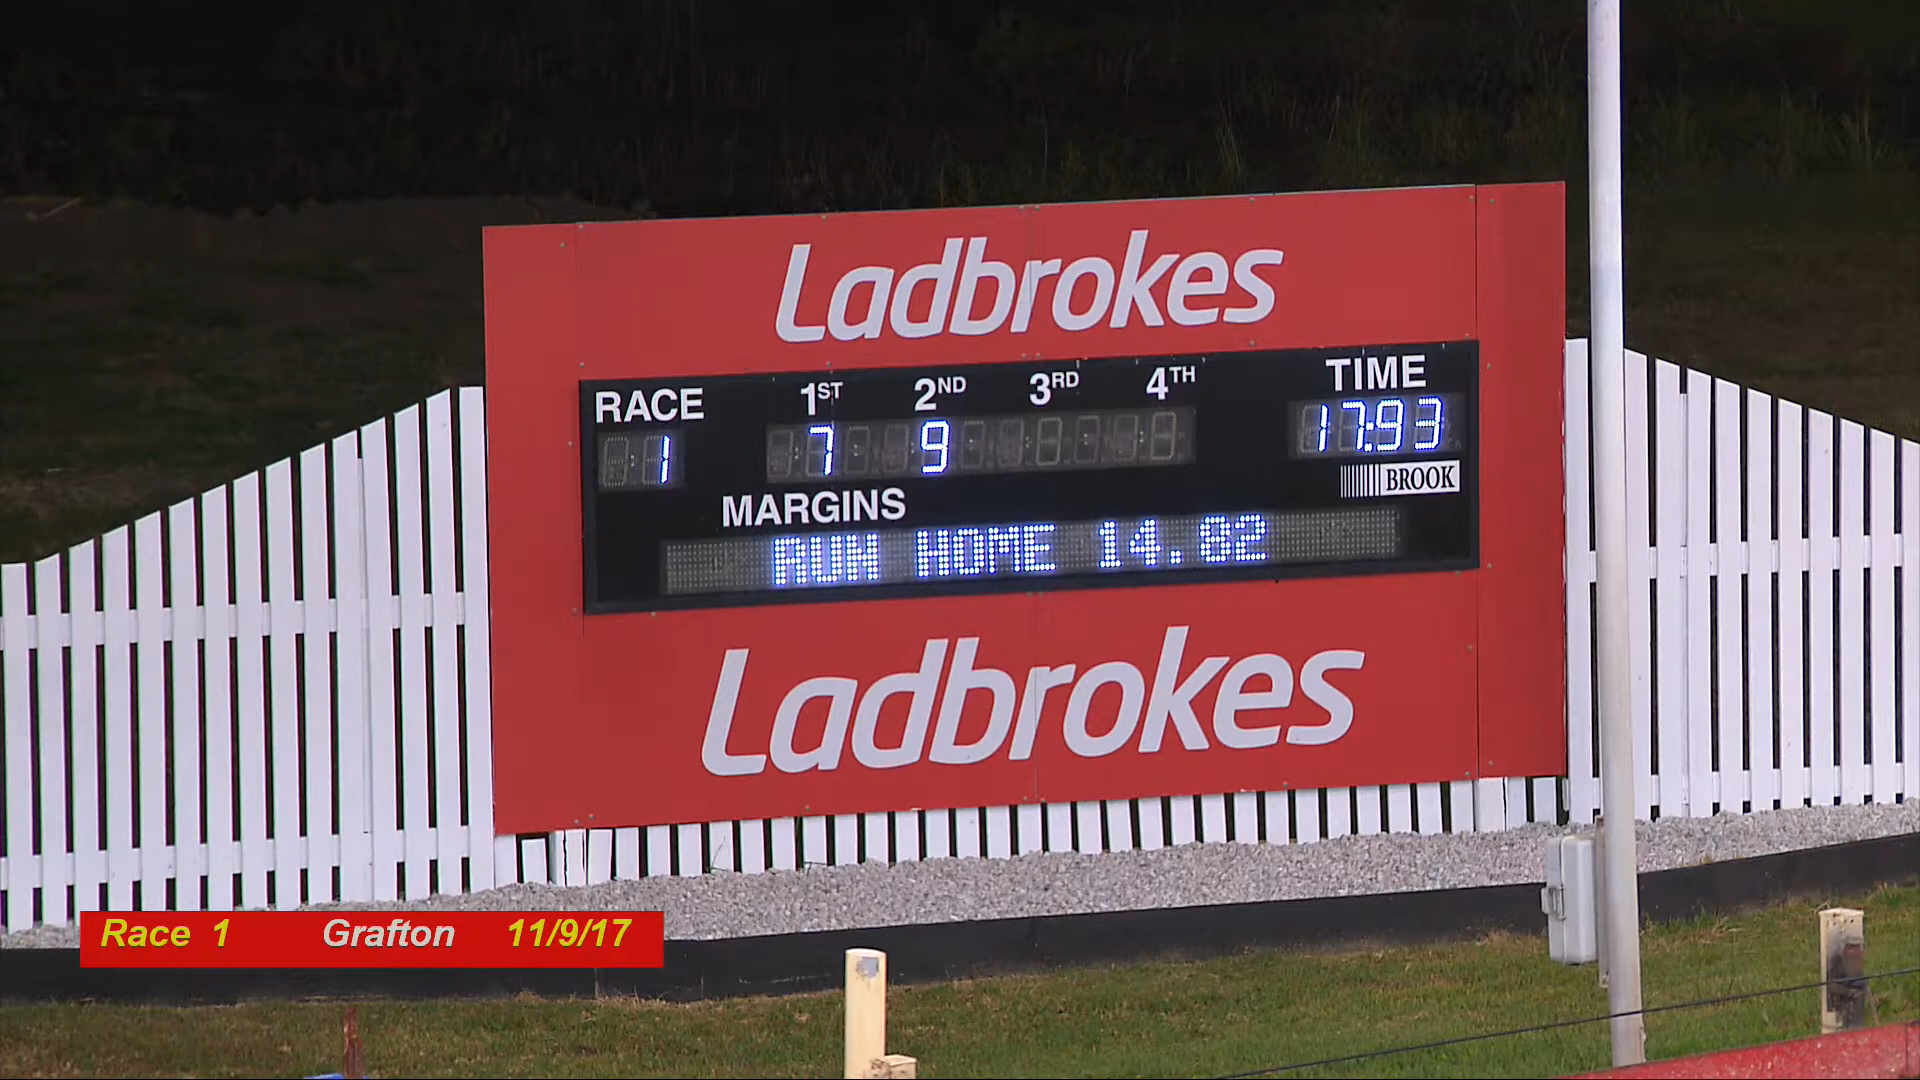 Ladbrokes
RACE 1ST 2ND 3RD 4TH TIME
1 7 9 17:93
BROOK
MARGINS
RUN HOME 14.82
Ladbrokes
Race 1 Grafton 11/9/17